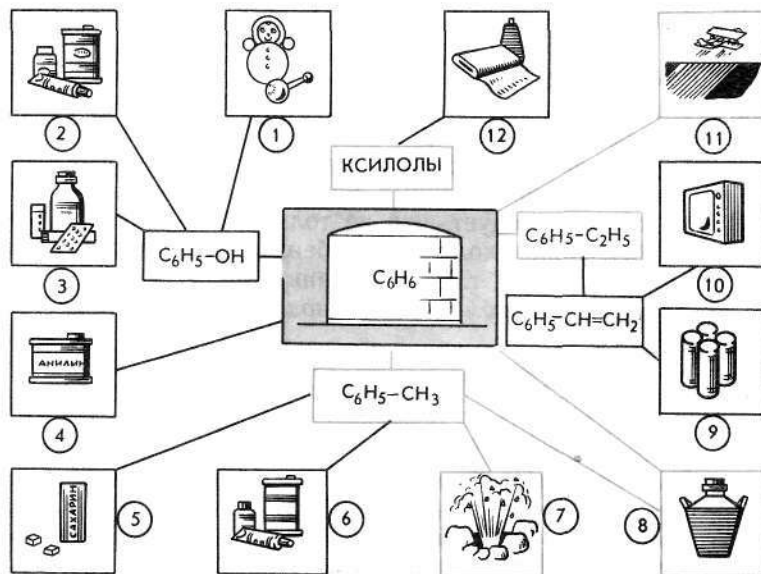 2
1
12
11
КСИЛОЛЫ
3
C₆H₅–OH
C₆H₆
C₆H₅–C₂H₅
10
C₆H₅–CH=CH₂
АНИЛИН
4
C₆H₅–CH₃
9
САХАРИН
5
6
7
8